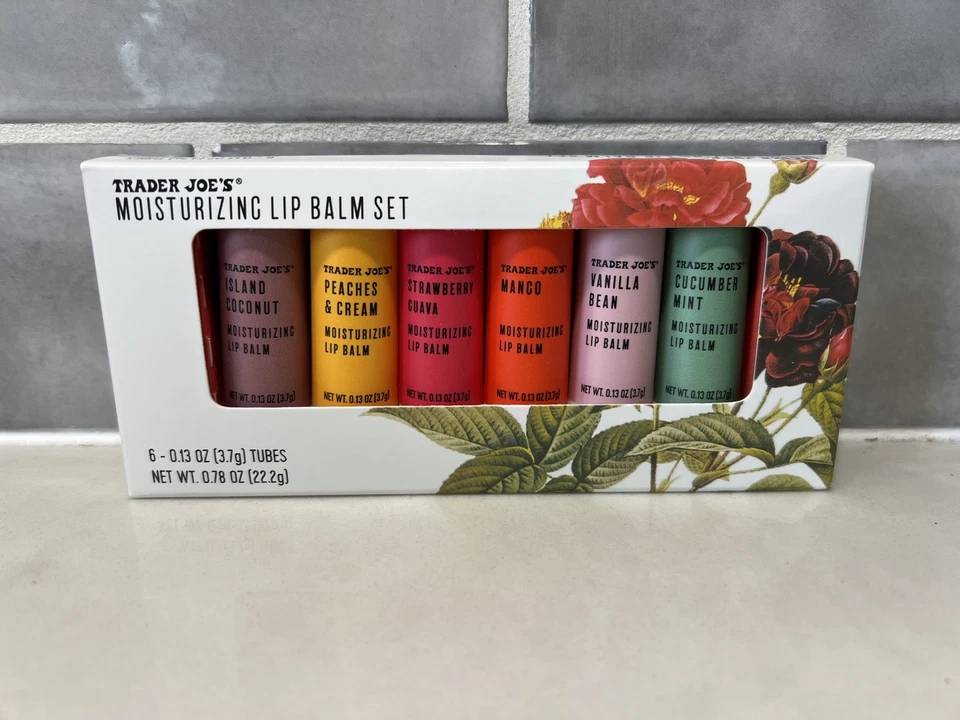 TRADER JOE'S®
MOISTURIZING LIP BALM SET
TRADER JOE'S
ISLAND
COCONUT
MOISTURIZING
LIP BALM
NET WT. 0.13 OZ (3.7g)
TRADER JOE'S
PEACHES
& CREAM
MOISTURIZING
LIP BALM
NET WT. 0.13 OZ (3.7g)
TRADER JOE'S
STRAWBERRY
GUAVA
MOISTURIZING
LIP BALM
NET WT. 0.13 OZ (3.7g)
TRADER JOE'S
MANGO
MOISTURIZING
LIP BALM
NET WT. 0.13 OZ (3.7g)
TRADER JOE'S
VANILLA
BEAN
MOISTURIZING
LIP BALM
NET WT. 0.13 OZ (3.7g)
TRADER JOE'S
CUCUMBER
MINT
MOISTURIZING
LIP BALM
NET WT. 0.13 OZ (3.7g)
6 - 0.13 OZ (3.7g) TUBES
NET WT. 0.78 OZ (22.2g)